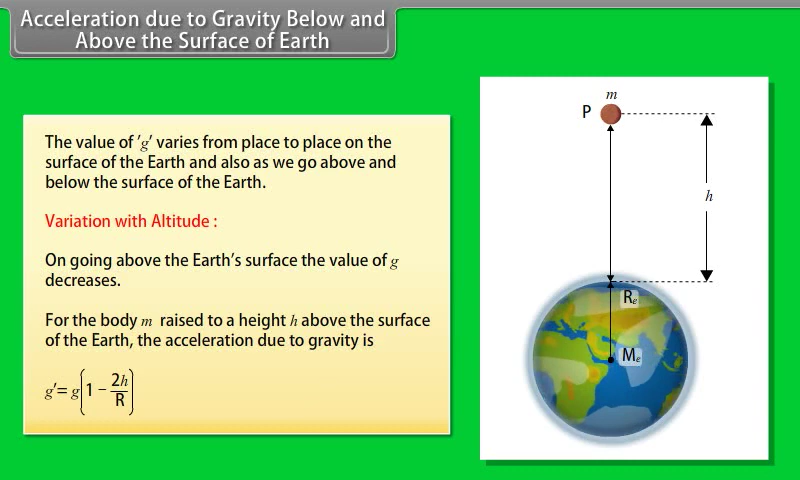 Acceleration due to Gravity Below and
Above the Surface of Earth
The value of 'g' varies from place to place on the
surface of the Earth and also as we go above and
below the surface of the Earth.
Variation with Altitude :
On going above the Earth's surface the value of g
decreases.
For the body m raised to a height h above the surface
of the Earth, the acceleration due to gravity is
g′= g(1 − 2h/R)
m
P
h
Re
Me